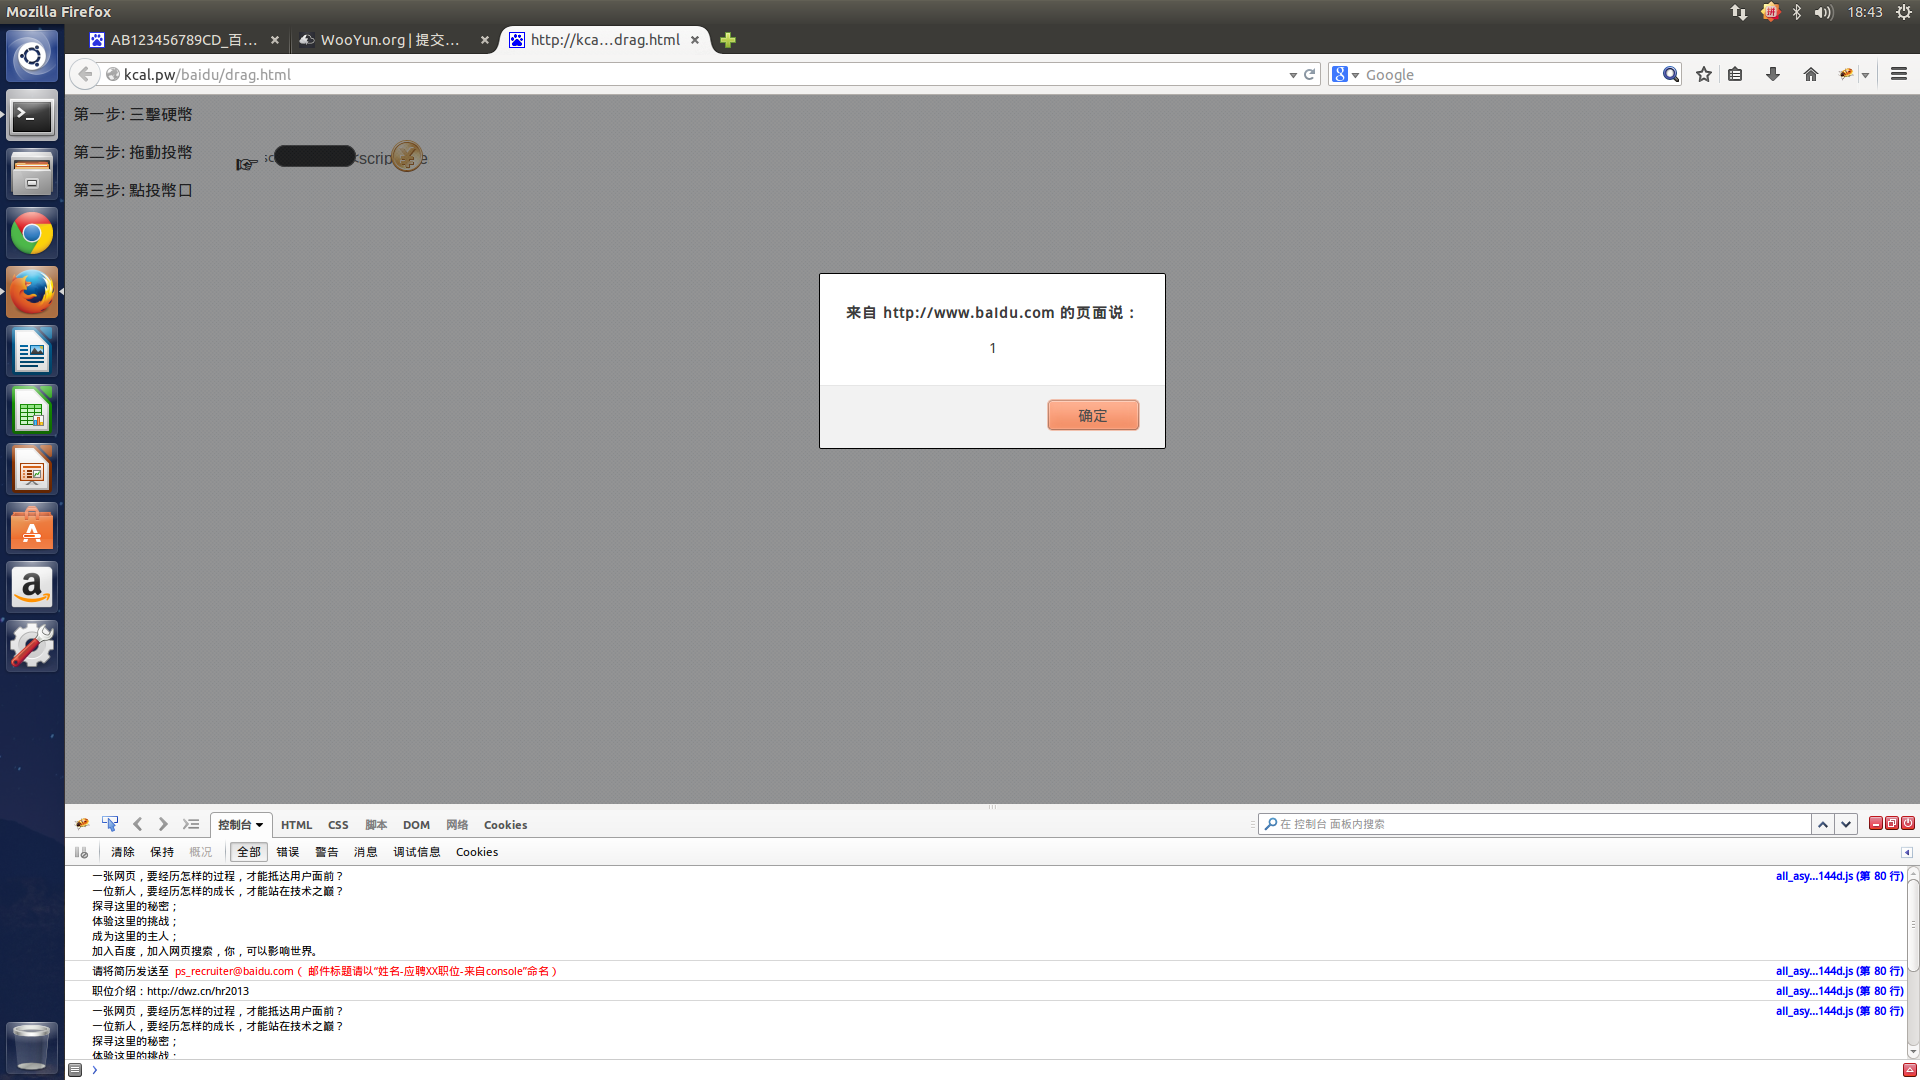 Mozilla Firefox
18:43
AB123456789CD_百...
WooYun.org | 提交...
http://kca...drag.html
kcal.pw/baidu/drag.html
Google
第一步: 三擊硬幣
第二步: 拖動投幣
第三步: 點投幣口
来自 http://www.baidu.com 的页面说：
1
确定
控制台
HTML
CSS
脚本
DOM
网络
Cookies
在 控制台 面板内搜索
清除
保持
概况
全部
错误
警告
消息
调试信息
Cookies
一张网页，要经历怎样的过程，才能抵达用户面前？
all_asy...144d.js (第 80 行)
一位新人，要经历怎样的成长，才能站在技术之巅？
探寻这里的秘密；
体验这里的挑战；
成为这里的主人；
加入百度，加入网页搜索，你，可以影响世界。
请将简历发送至 ps_recruiter@baidu.com（ 邮件标题请以“姓名-应聘XX职位-来自console”命名）
all_asy...144d.js (第 80 行)
职位介绍：http://dwz.cn/hr2013
all_asy...144d.js (第 80 行)
一张网页，要经历怎样的过程，才能抵达用户面前？
all_asy...144d.js (第 80 行)
一位新人，要经历怎样的成长，才能站在技术之巅？
探寻这里的秘密；
体验这里的挑战；